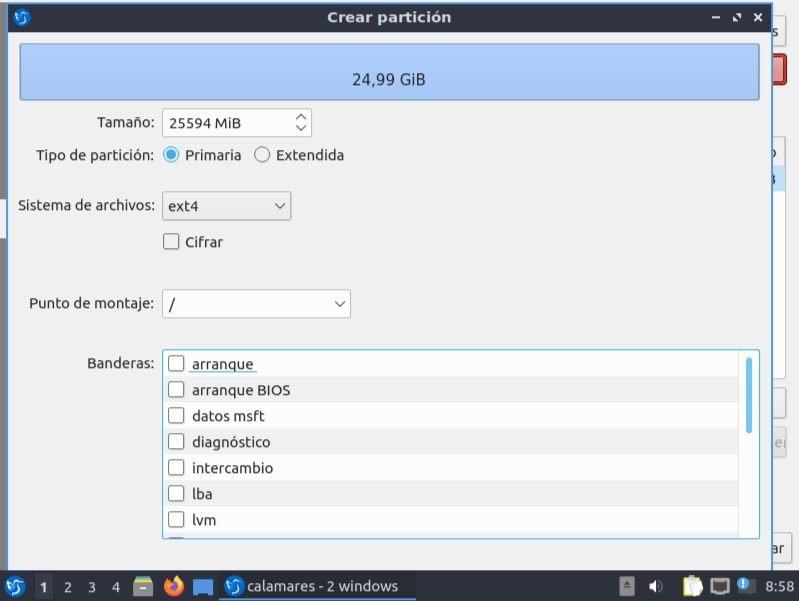 Crear partición
24,99 GiB
Tamaño: 25594 MiB
Tipo de partición: Primaria Extendida
Sistema de archivos: ext4
Cifrar
Punto de montaje: /
Banderas: arranque
arranque BIOS
datos msft
diagnóstico
intercambio
lba
lvm
1 2 3 4 calamares - 2 windows 8:58